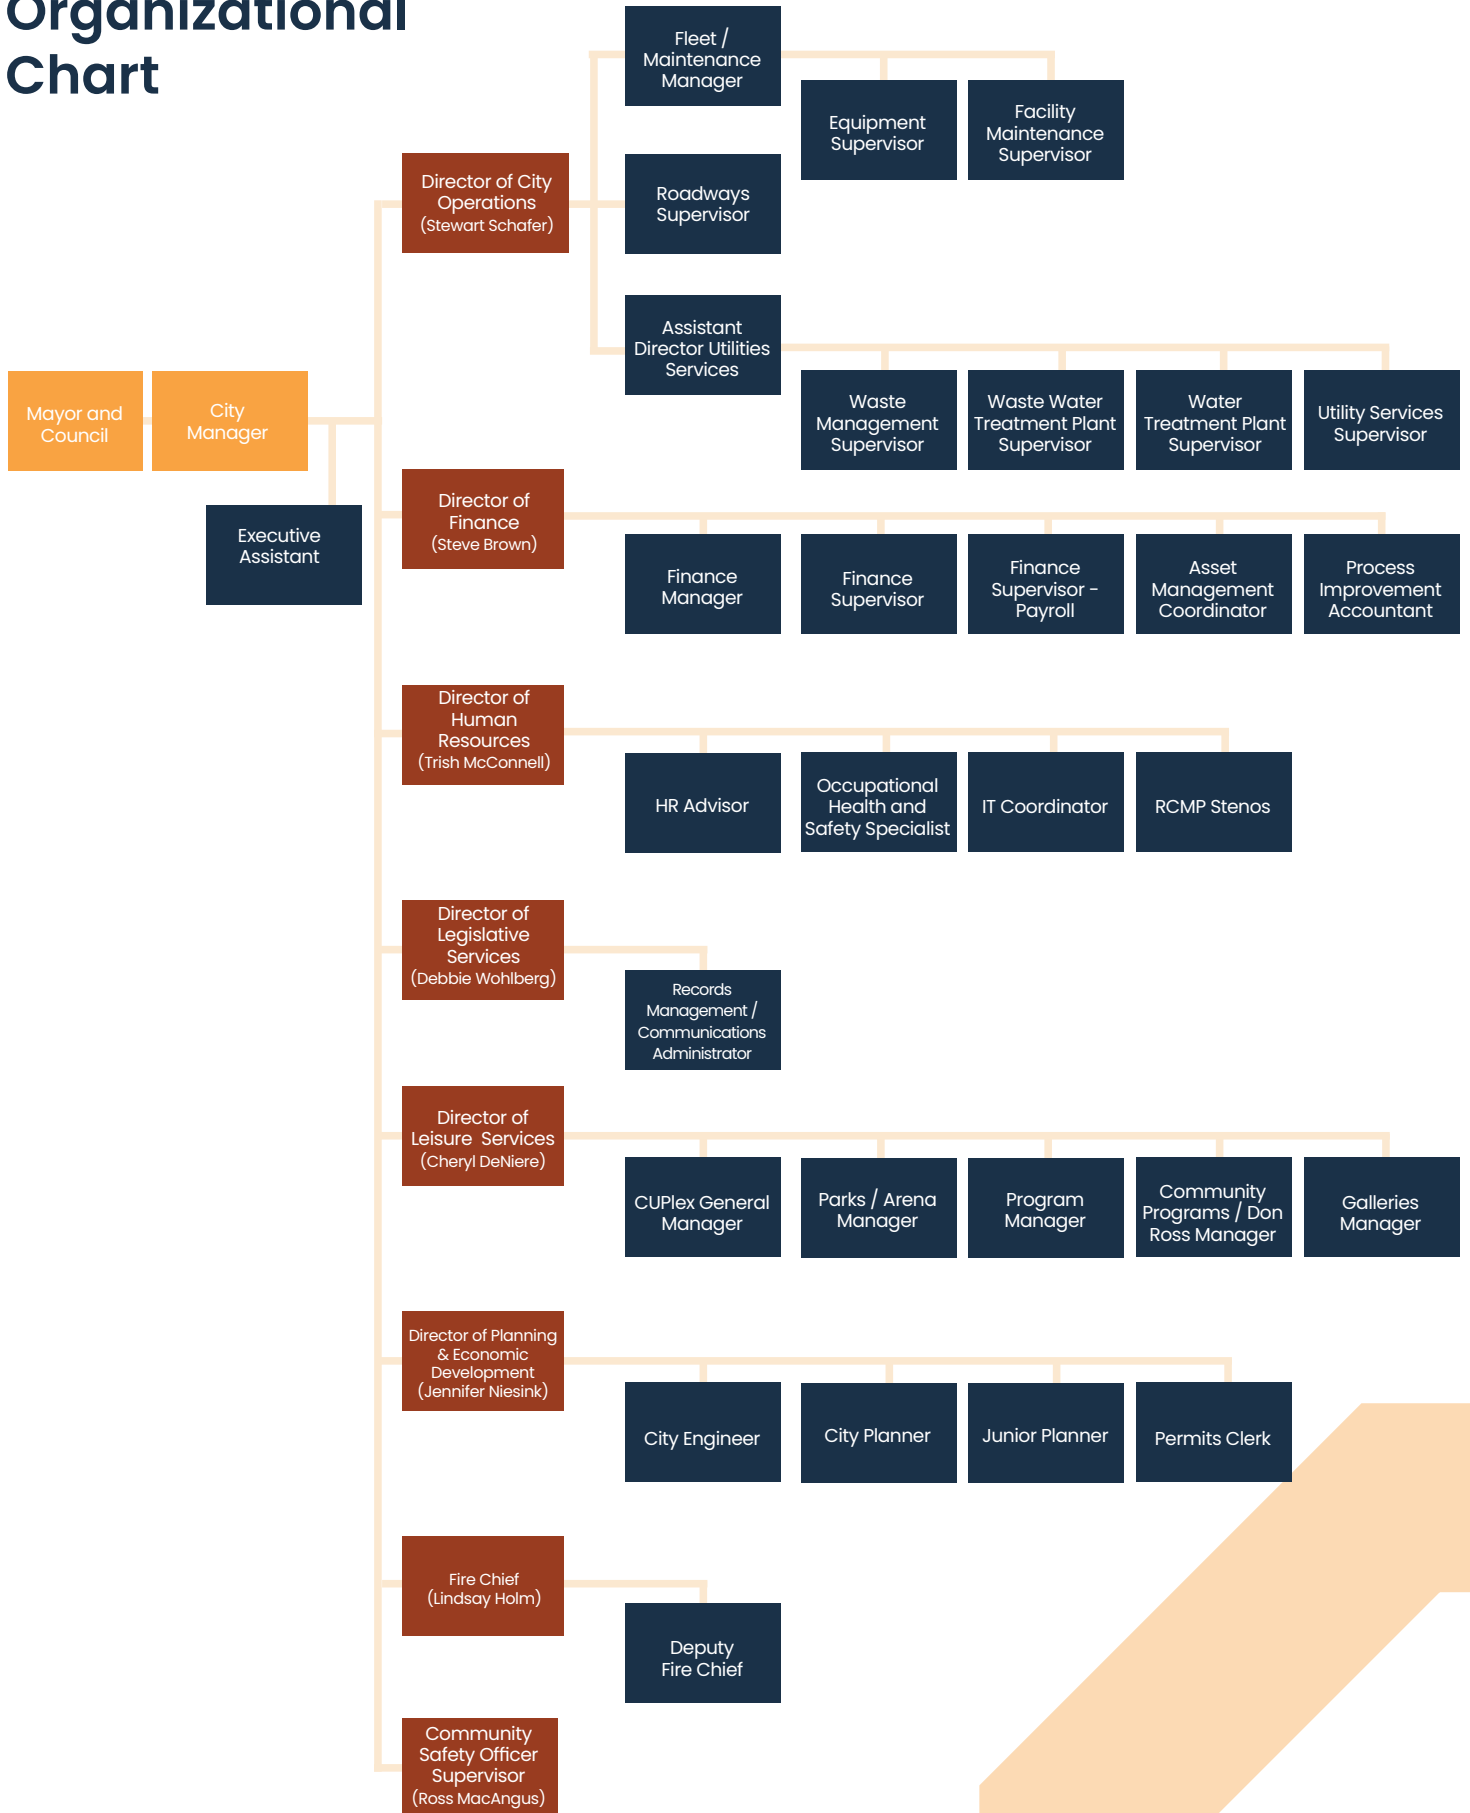 Organizational
Chart
Fleet /
Maintenance
Manager
Equipment
Supervisor
Facility
Maintenance
Supervisor
Director of City
Operations
(Stewart Schafer)
Roadways
Supervisor
Assistant
Director Utilities
Services
Waste
Management
Supervisor
Waste Water
Treatment Plant
Supervisor
Water
Treatment Plant
Supervisor
Utility Services
Supervisor
Mayor and
Council
City
Manager
Executive
Assistant
Director of
Finance
(Steve Brown)
Finance
Manager
Finance
Supervisor
Finance
Supervisor -
Payroll
Asset
Management
Coordinator
Process
Improvement
Accountant
Director of
Human
Resources
(Trish McConnell)
HR Advisor
Occupational
Health and
Safety Specialist
IT Coordinator
RCMP Stenos
Director of
Legislative
Services
(Debbie Wohlberg)
Records
Management /
Communications
Administrator
Director of
Leisure Services
(Cheryl DeNiere)
CUPlex General
Manager
Parks / Arena
Manager
Program
Manager
Community
Programs / Don
Ross Manager
Galleries
Manager
Director of Planning
& Economic
Development
(Jennifer Niesink)
City Engineer
City Planner
Junior Planner
Permits Clerk
Fire Chief
(Lindsay Holm)
Deputy
Fire Chief
Community
Safety Officer
Supervisor
(Ross MacAngus)